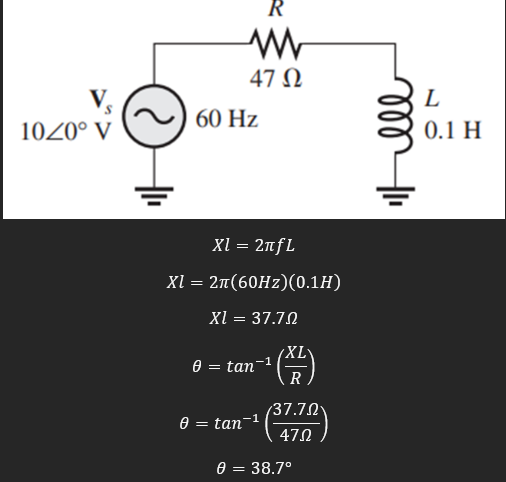 R
47 Ω
Vs
10∠0° V
60 Hz
L
0.1 H
Xl = 2πfL
Xl = 2π(60Hz)(0.1H)
Xl = 37.7Ω
θ = tan⁻¹(XL/R)
θ = tan⁻¹(37.7Ω/47Ω)
θ = 38.7°